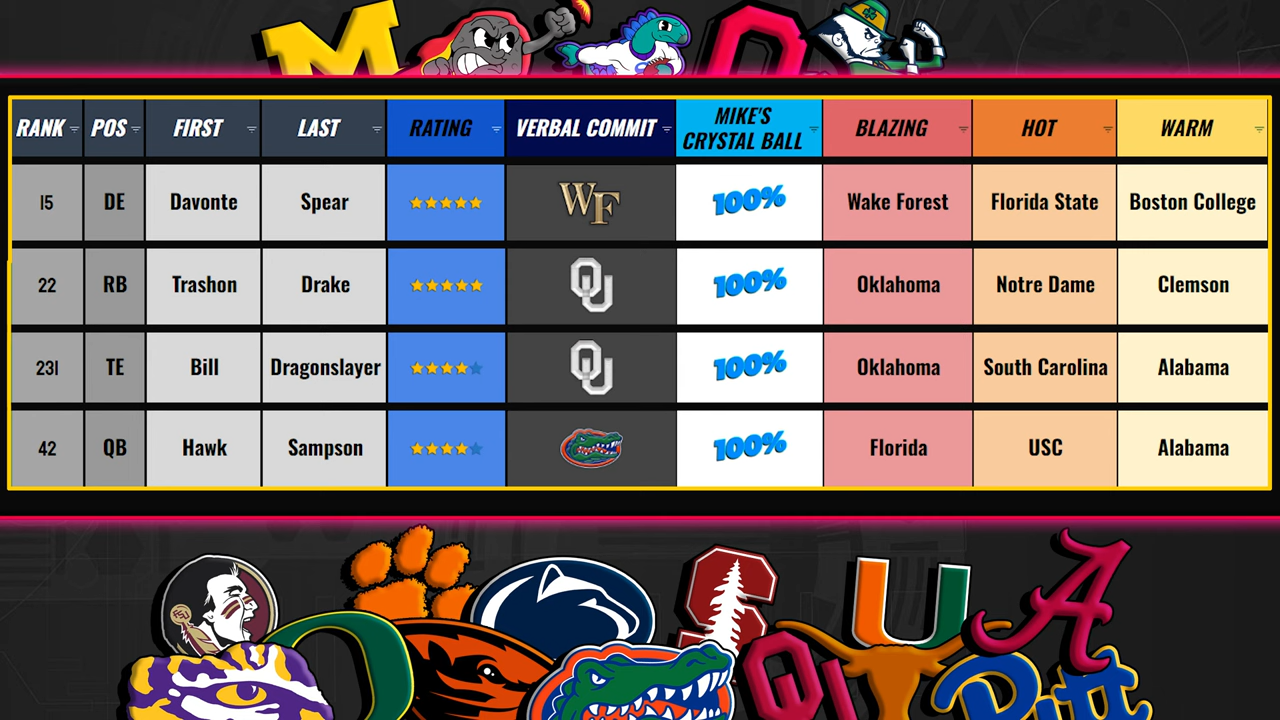 M O
RANK POS FIRST LAST RATING VERBAL COMMIT MIKE'S CRYSTAL BALL BLAZING HOT WARM
15 DE Davonte Spear WF 100% Wake Forest Florida State Boston College
22 RB Trashon Drake OU 100% Oklahoma Notre Dame Clemson
231 TE Bill Dragonslayer OU 100% Oklahoma South Carolina Alabama
42 QB Hawk Sampson 100% Florida USC Alabama
S U A
O OU Pitt